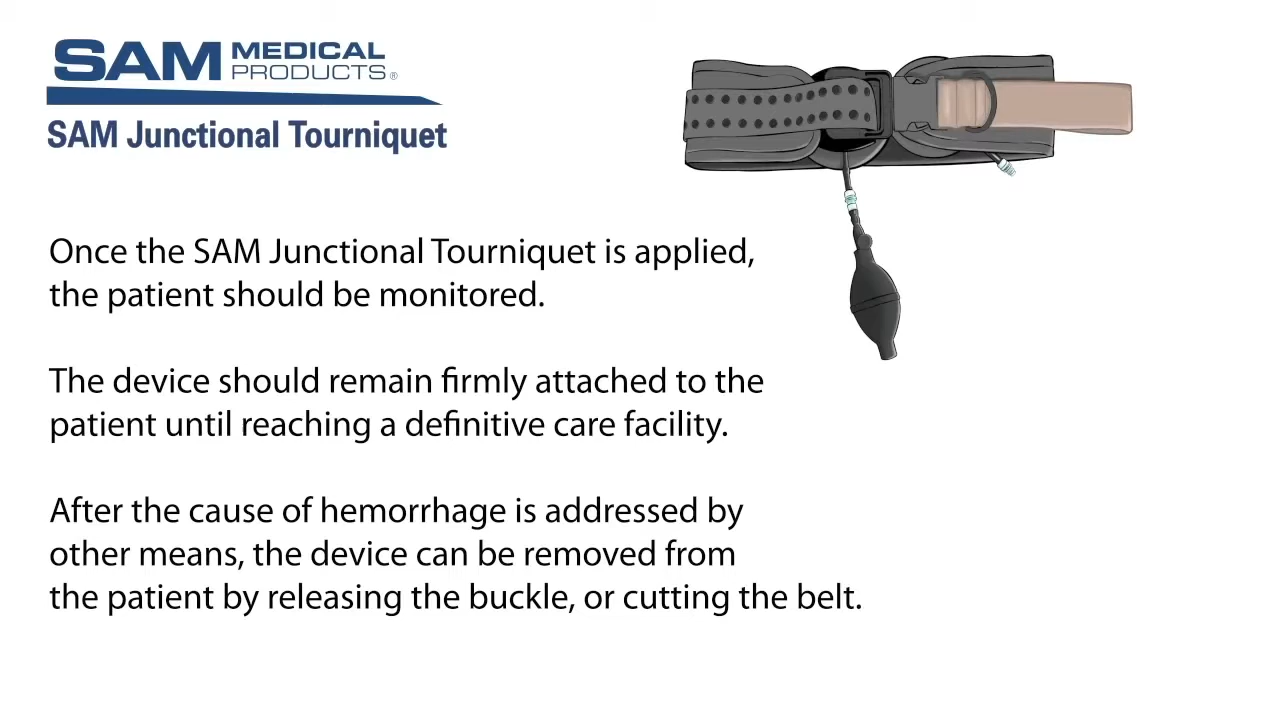 SAM MEDICAL
PRODUCTS®
SAM Junctional Tourniquet
Once the SAM Junctional Tourniquet is applied,
the patient should be monitored.
The device should remain firmly attached to the
patient until reaching a definitive care facility.
After the cause of hemorrhage is addressed by
other means, the device can be removed from
the patient by releasing the buckle, or cutting the belt.